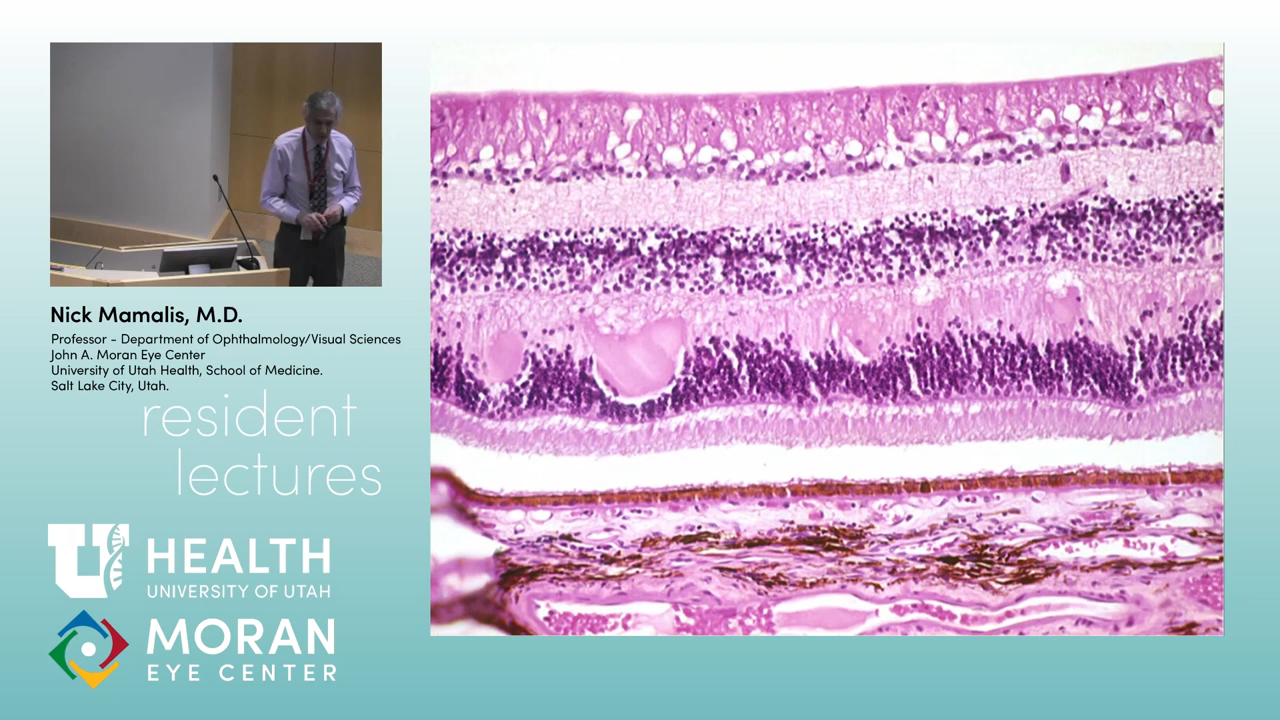 Nick Mamalis, M.D.
Professor - Department of Ophthalmology/Visual Sciences
John A. Moran Eye Center
University of Utah Health, School of Medicine.
Salt Lake City, Utah.
resident
lectures
U HEALTH
UNIVERSITY OF UTAH
MORAN
EYE CENTER